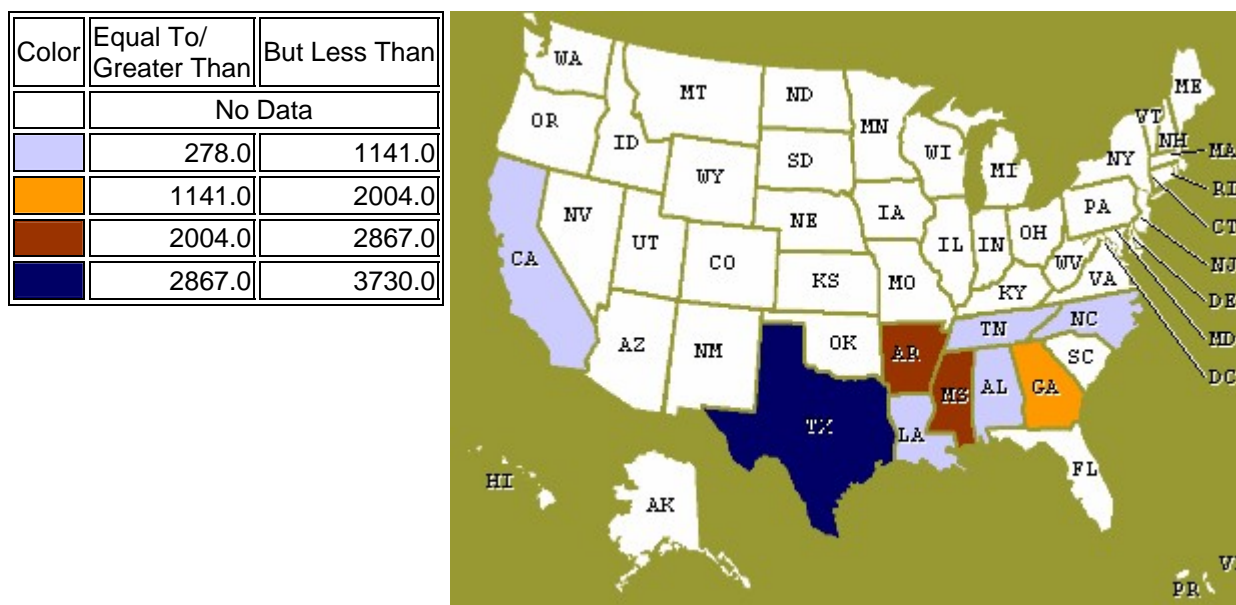 Color Equal To/ Greater Than But Less Than
No Data
278.0 1141.0
1141.0 2004.0
2004.0 2867.0
2867.0 3730.0
WA
MT
ND
MN
ME
VT
NH
MA
OR
ID
WY
SD
WI
MI
NY
RI
CT
NV
UT
CO
NE
IA
IL
IN
OH
PA
NJ
CA
KS
MO
KY
WV
VA
DE
MD
DC
AZ
NM
OK
AR
TN
NC
SC
TX
LA
MS
AL
GA
FL
HI
AK
PR